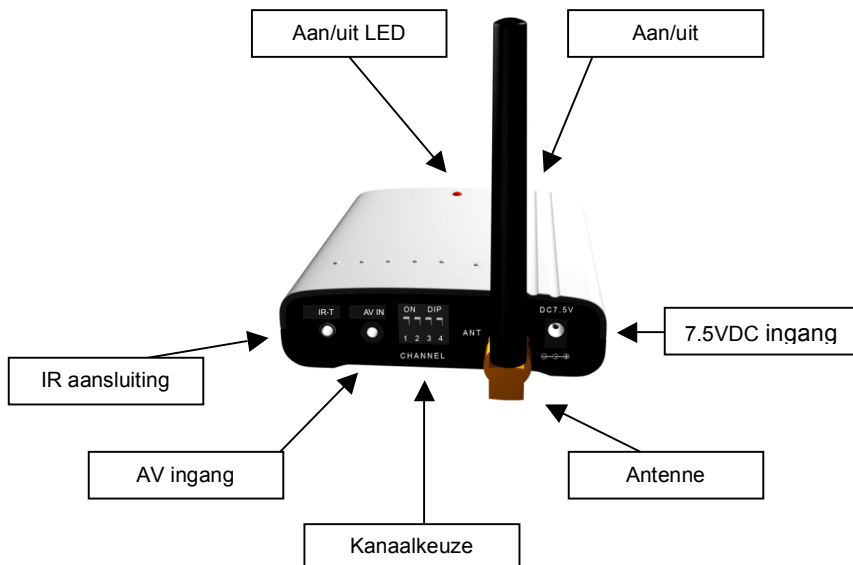 Aan/uit LED
Aan/uit
IR-T
AV IN
ON DIP
1 2 3 4
CHANNEL
ANT
DC7.5V
7.5VDC ingang
IR aansluiting
AV ingang
Antenne
Kanaalkeuze